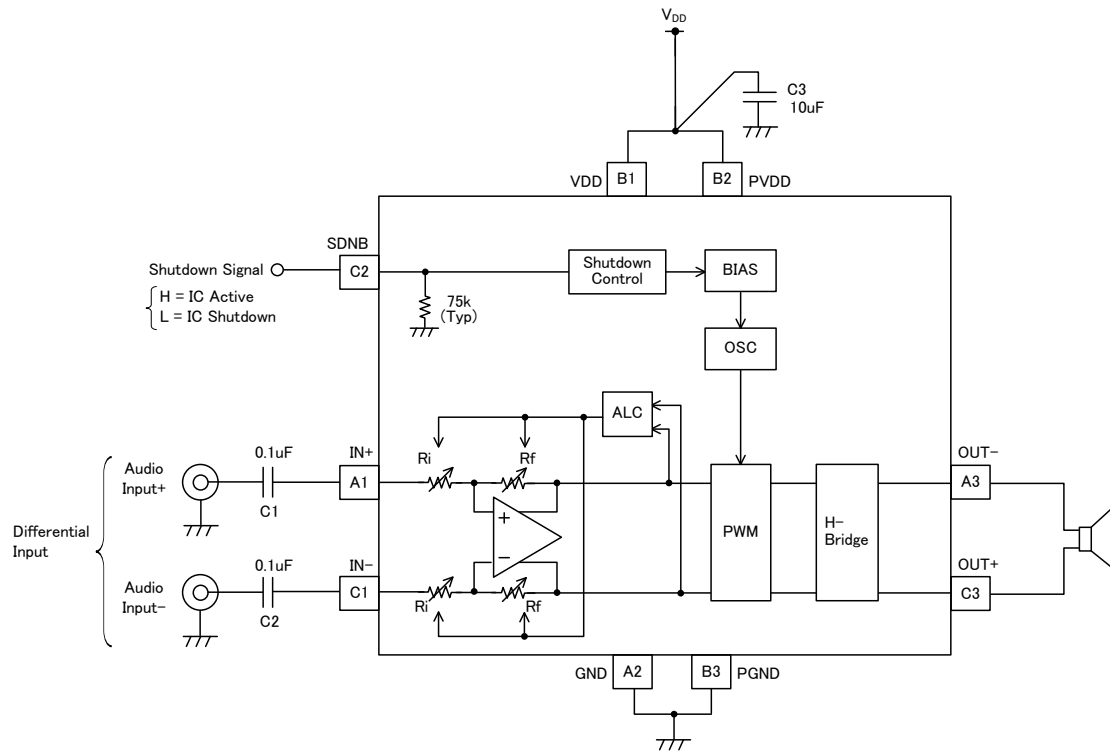 VDD
C3
10uF
VDD
B1
B2
PVDD
SDNB
Shutdown Signal
C2
H = IC Active
L = IC Shutdown
75k
(Typ)
Shutdown
Control
BIAS
OSC
ALC
Differential
Input
Audio
Input+
0.1uF
C1
IN+
A1
Ri
Rf
+
−
PWM
H-
Bridge
OUT-
A3
Audio
Input-
0.1uF
C2
IN-
C1
Ri
Rf
OUT+
C3
GND
A2
B3
PGND